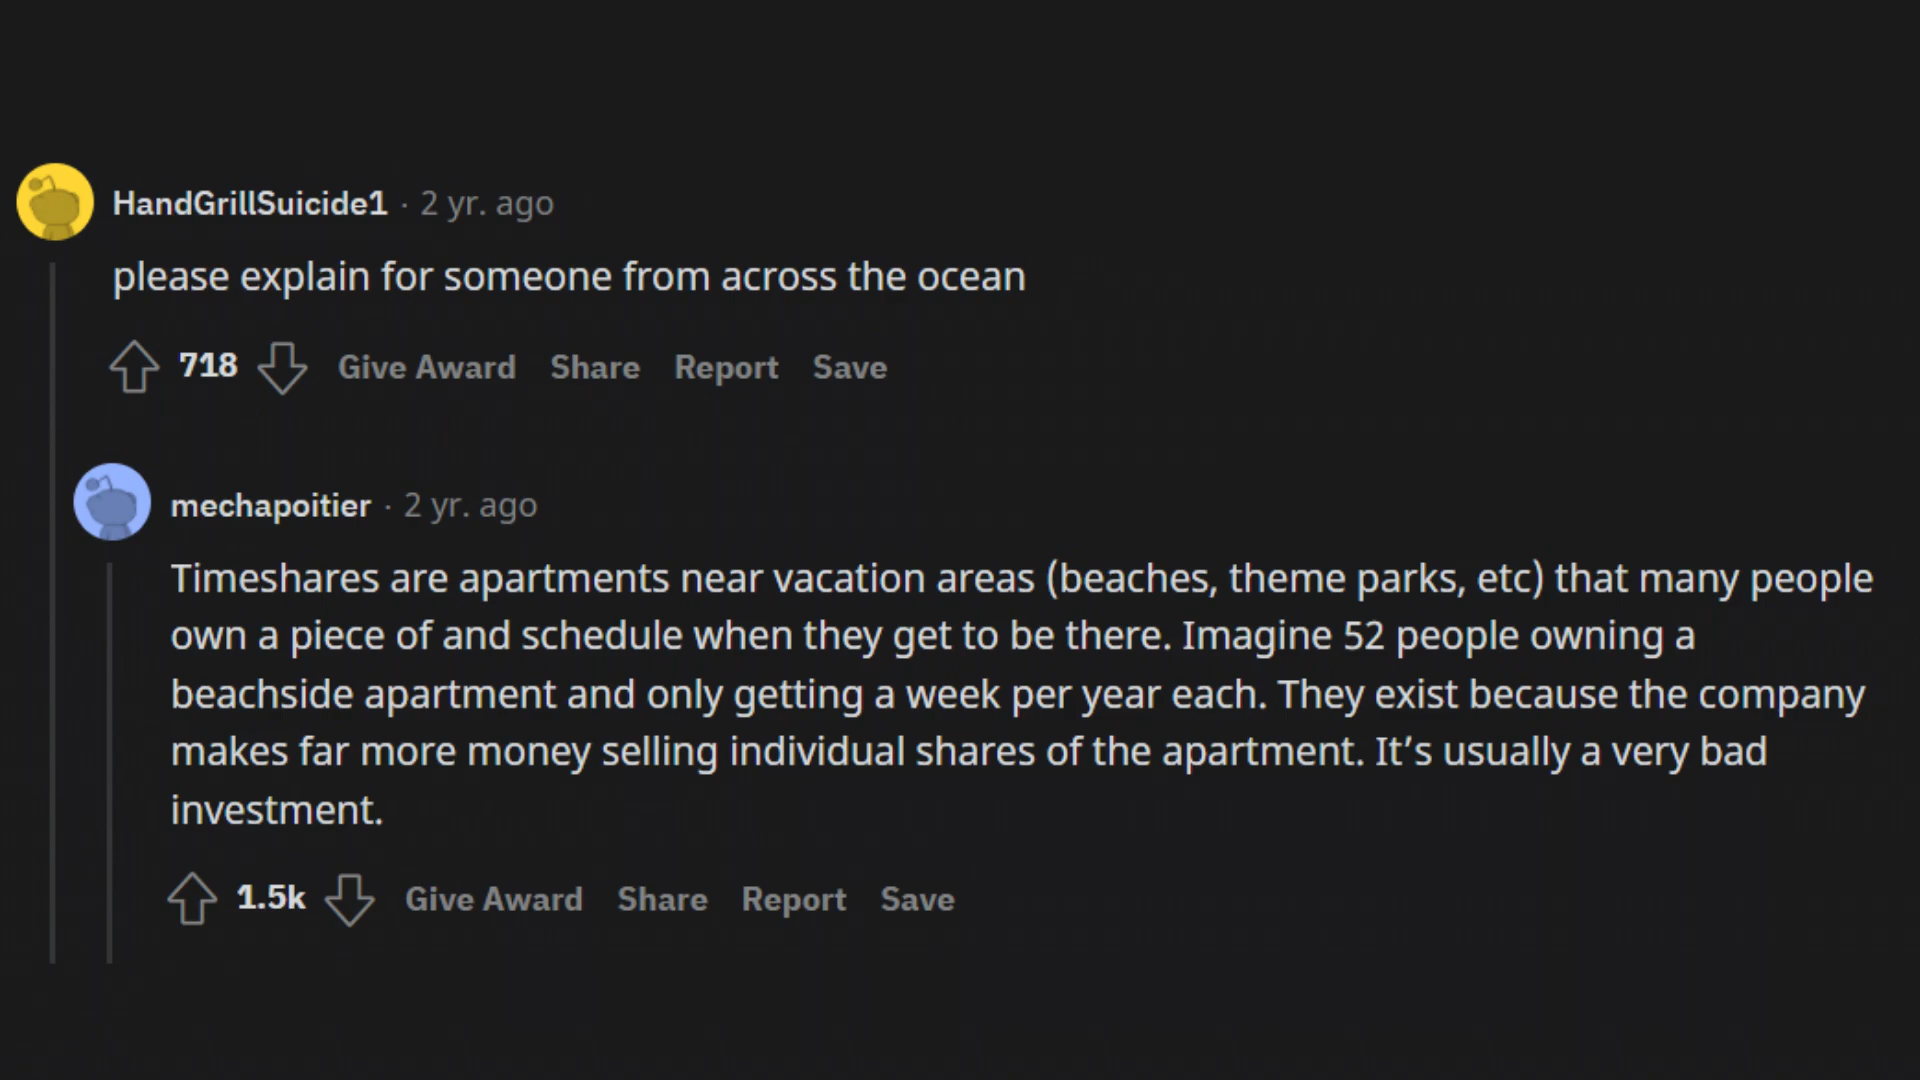 HandGrillSuicide1 · 2 yr. ago
please explain for someone from across the ocean
718 Give Award Share Report Save
mechapoitier · 2 yr. ago
Timeshares are apartments near vacation areas (beaches, theme parks, etc) that many people
own a piece of and schedule when they get to be there. Imagine 52 people owning a
beachside apartment and only getting a week per year each. They exist because the company
makes far more money selling individual shares of the apartment. It’s usually a very bad
investment.
1.5k Give Award Share Report Save